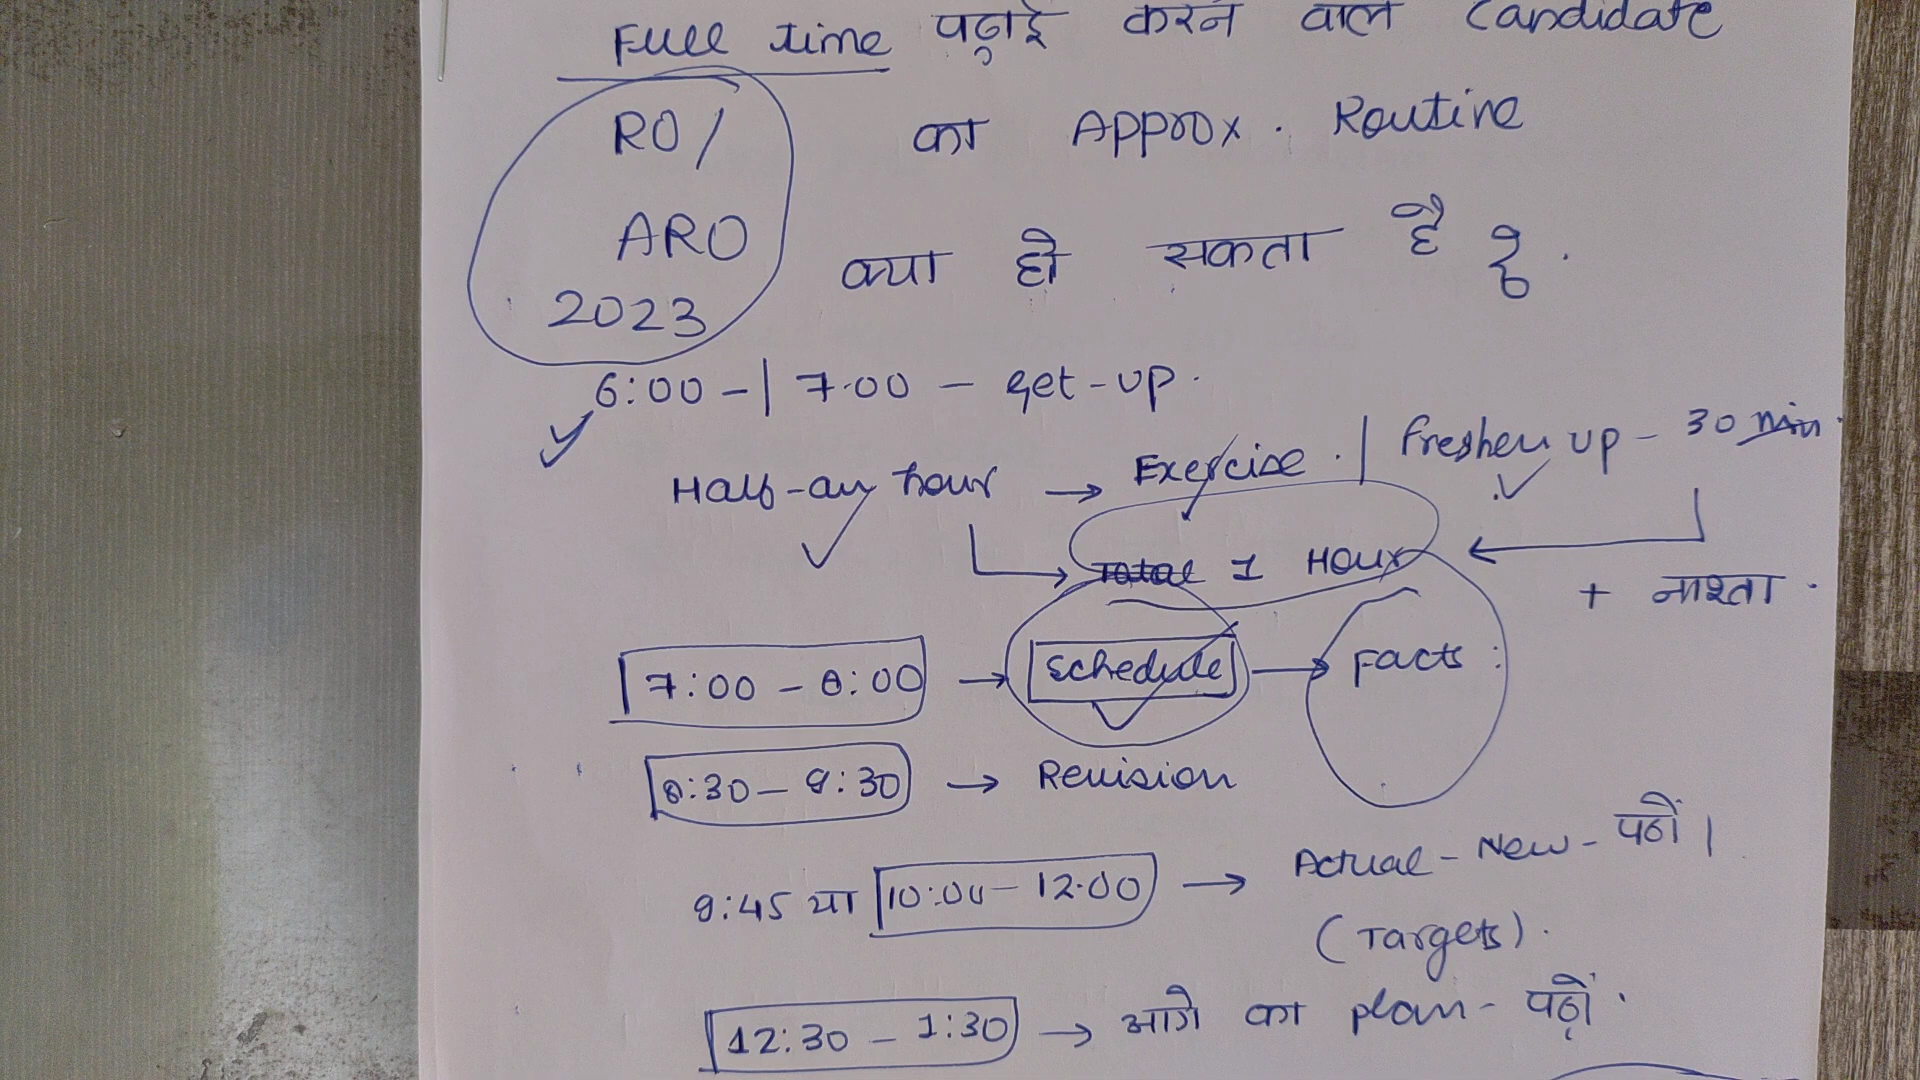 Full time पढ़ाई करने वाले Candidate
RO/
ARO
2023
का Approx. Routine
क्या हो सकता है ?.
6:00 -| 7.00 - get-up.
Half-an hour → Exercise. | Freshen up - 30 min.
Total 1 Hour
+ नाश्ता.
7:00 - 8:00 → Schedule → Facts:
8:30 - 9:30 → Revision
9:45 या 10:00 - 12.00 → Actual - New - पढ़ें।
(Targets).
12:30 - 1:30 → आगे का plan - पढ़ें.